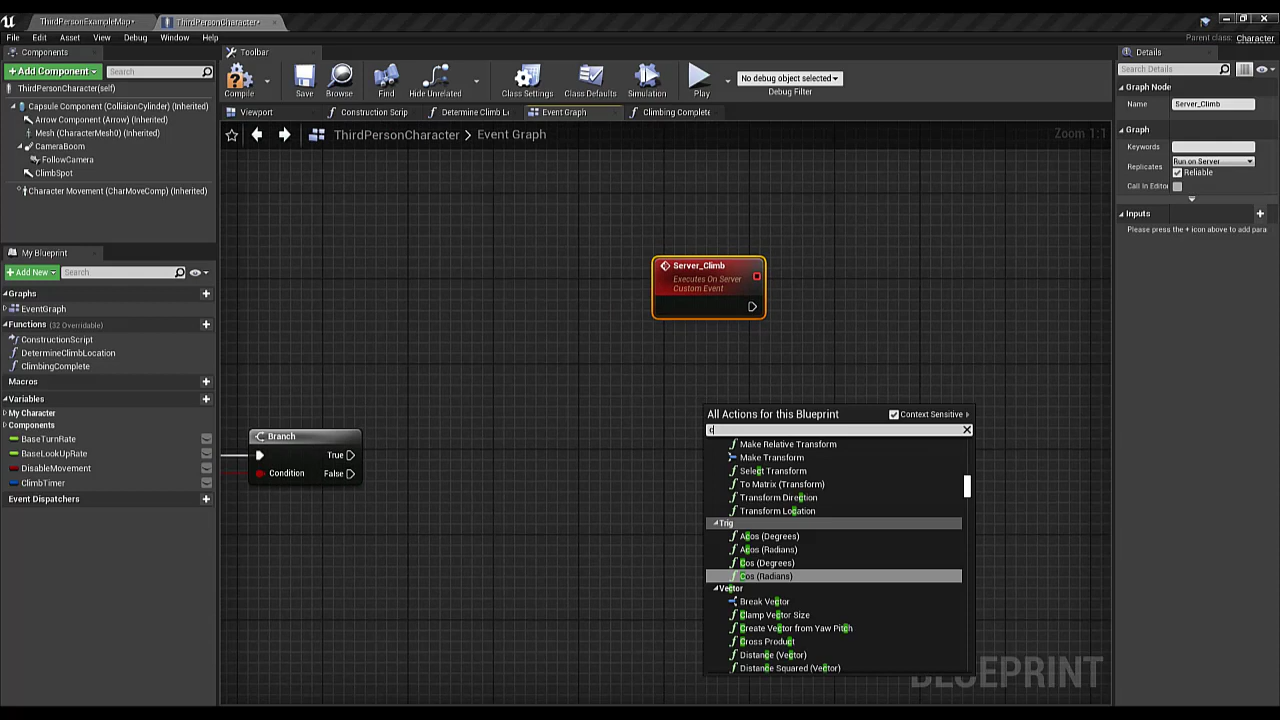 ThirdPersonExampleMap*
ThirdPersonCharacter*
File Edit Asset View Debug Window Help
Parent class: Character
Components
+ Add Component
Search
ThirdPersonCharacter(self)
Capsule Component (CollisionCylinder) (Inherited)
Arrow Component (Arrow) (Inherited)
Mesh (CharacterMesh0) (Inherited)
CameraBoom
FollowCamera
ClimbSpot
Character Movement (CharMoveComp) (Inherited)
My Blueprint
+ Add New
Search
Graphs
EventGraph
Functions (32 Overridable)
ConstructionScript
DetermineClimbLocation
ClimbingComplete
Macros
Variables
My Character
Components
BaseTurnRate
BaseLookUpRate
DisableMovement
ClimbTimer
Event Dispatchers
Toolbar
Compile
Save
Browse
Find
Hide Unrelated
Class Settings
Class Defaults
Simulation
Play
No debug object selected
Debug Filter
Viewport
Construction Scrip
Determine Climb L
Event Graph
Climbing Complete
ThirdPersonCharacter > Event Graph
Zoom 1:1
Server_Climb
Executes On Server
Custom Event
Branch
True
Condition
False
All Actions for this Blueprint
Context Sensitive
c
Make Relative Transform
Make Transform
Select Transform
To Matrix (Transform)
Transform Direction
Transform Location
Trig
Acos (Degrees)
Acos (Radians)
Cos (Degrees)
Cos (Radians)
Vector
Break Vector
Clamp Vector Size
Create Vector from Yaw Pitch
Cross Product
Distance (Vector)
Distance Squared (Vector)
BLUEPRINT
Details
Search Details
Graph Node
Name
Server_Climb
Graph
Keywords
Replicates
Run on Server
Reliable
Call In Editor
Inputs
Please press the + icon above to add para